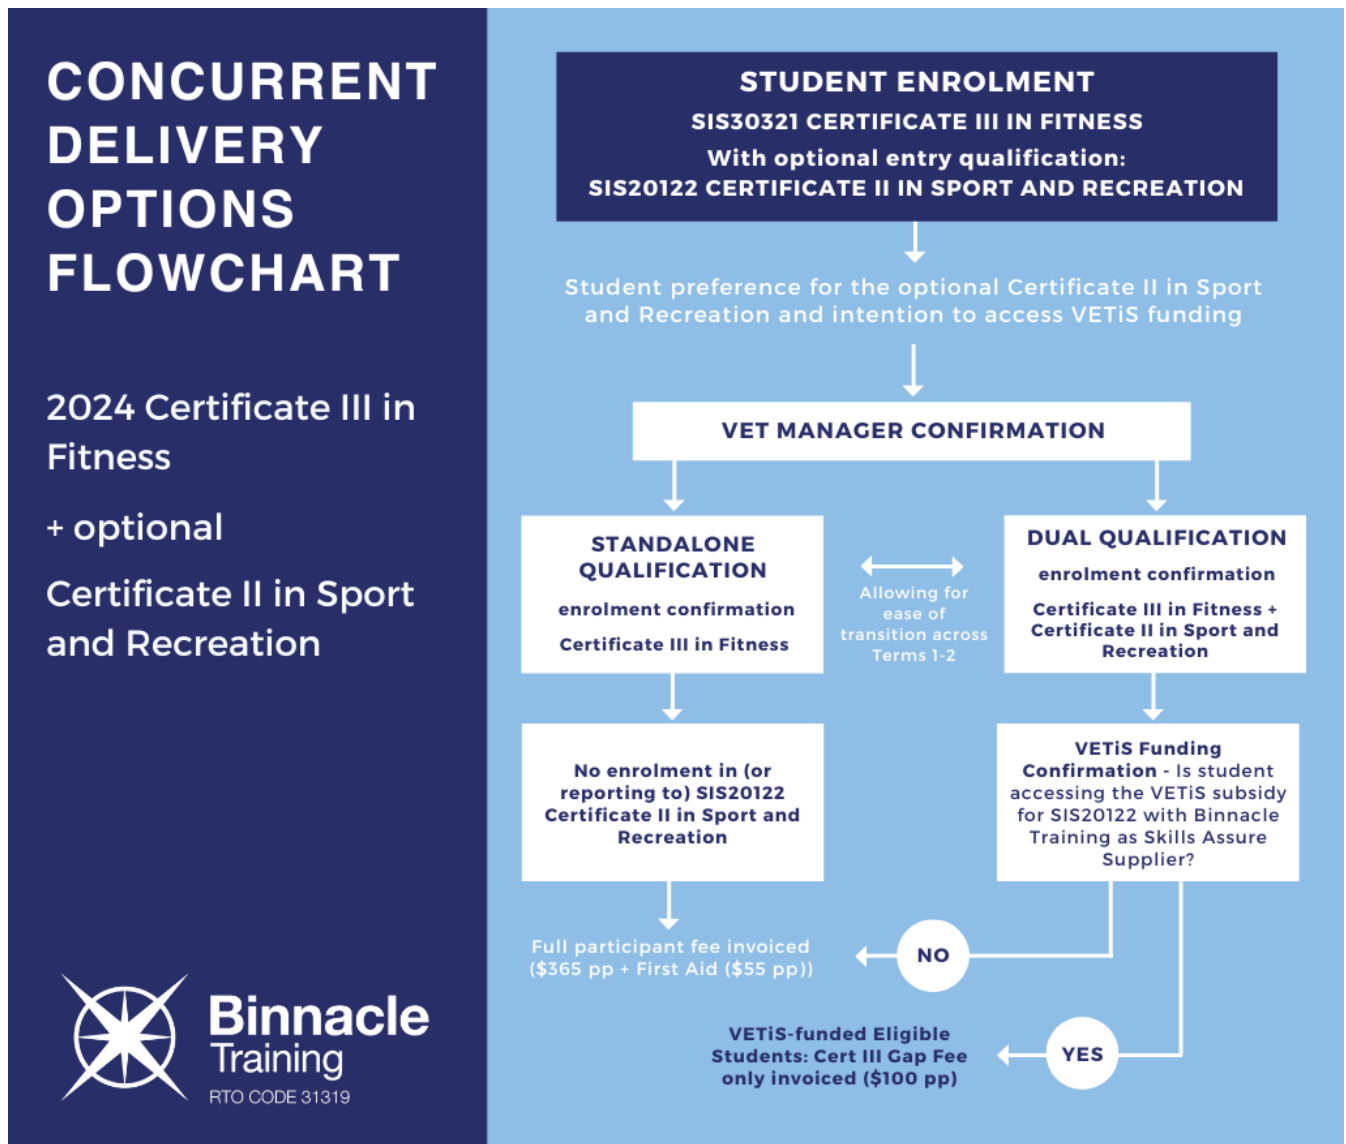 CONCURRENT
DELIVERY
OPTIONS
FLOWCHART
2024 Certificate III in
Fitness
+ optional
Certificate II in Sport
and Recreation
Binnacle
Training
RTO CODE 31319
STUDENT ENROLMENT
SIS30321 CERTIFICATE III IN FITNESS
With optional entry qualification:
SIS20122 CERTIFICATE II IN SPORT AND RECREATION
Student preference for the optional Certificate II in Sport
and Recreation and intention to access VETiS funding
VET MANAGER CONFIRMATION
STANDALONE
QUALIFICATION
enrolment confirmation
Certificate III in Fitness
Allowing for
ease of
transition across
Terms 1-2
DUAL QUALIFICATION
enrolment confirmation
Certificate III in Fitness +
Certificate II in Sport and
Recreation
No enrolment in (or
reporting to) SIS20122
Certificate II in Sport and
Recreation
VETiS Funding
Confirmation - Is student
accessing the VETiS subsidy
for SIS20122 with Binnacle
Training as Skills Assure
Supplier?
Full participant fee invoiced
($365 pp + First Aid ($55 pp))
NO
VETiS-funded Eligible
Students: Cert III Gap Fee
only invoiced ($100 pp)
YES